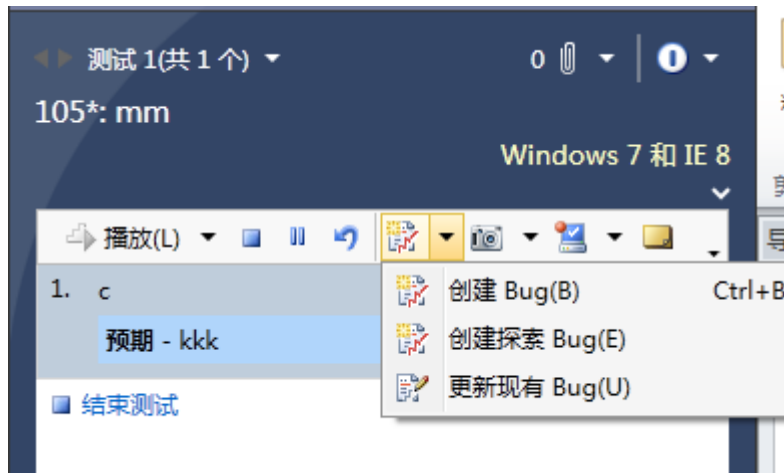 测试 1(共 1 个)
0
105*: mm
Windows 7 和 IE 8
播放(L)
1. c
预期 - kkk
结束测试
创建 Bug(B) Ctrl+B
创建探索 Bug(E)
更新现有 Bug(U)